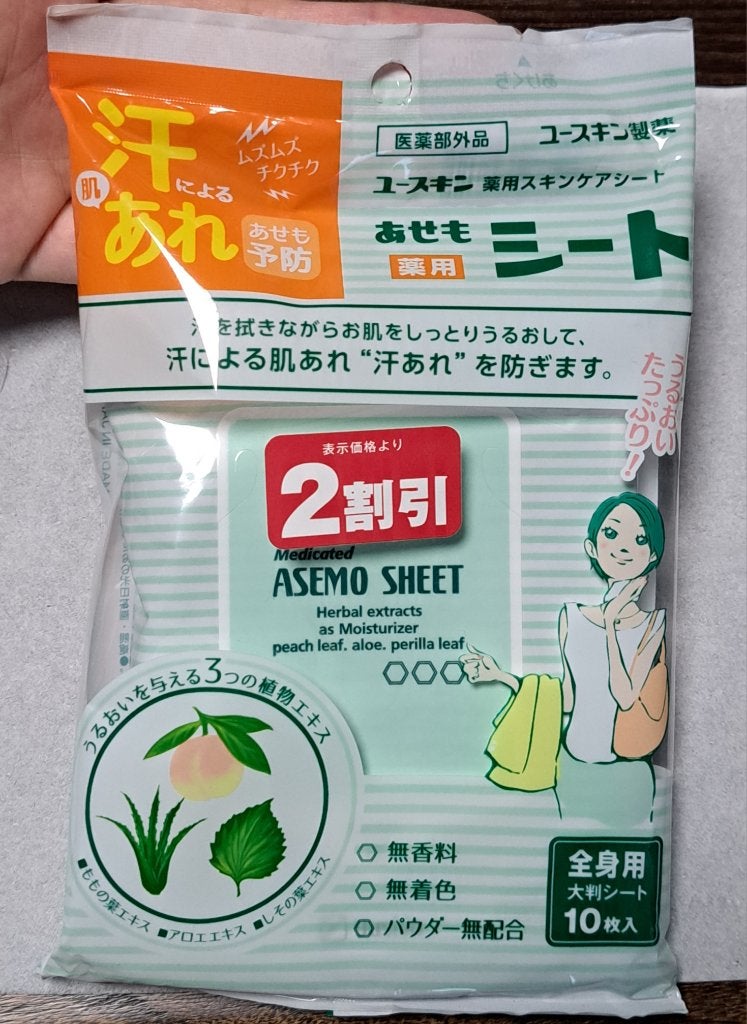 あけくち
汗
による
肌
あれ
ムズムズ
チクチク
あせも
予防
医薬部外品
ユースキン製薬
ユースキン 薬用スキンケアシート
あせも
薬用
シート
を拭きながらお肌をしっとりうるおして、
汗による肌あれ“汗あれ”を防ぎます。
うるおい
たっぷり!
表示価格より
2割引
Medicated
ASEMO SHEET
Herbal extracts
as Moisturizer
peach leaf. aloe. perilla leaf
うるおいを与える3つの植物エキス
■ももの葉エキス ■アロエエキス ■しその葉エキス
無香料
無着色
パウダー無配合
全身用
大判シート
10枚入